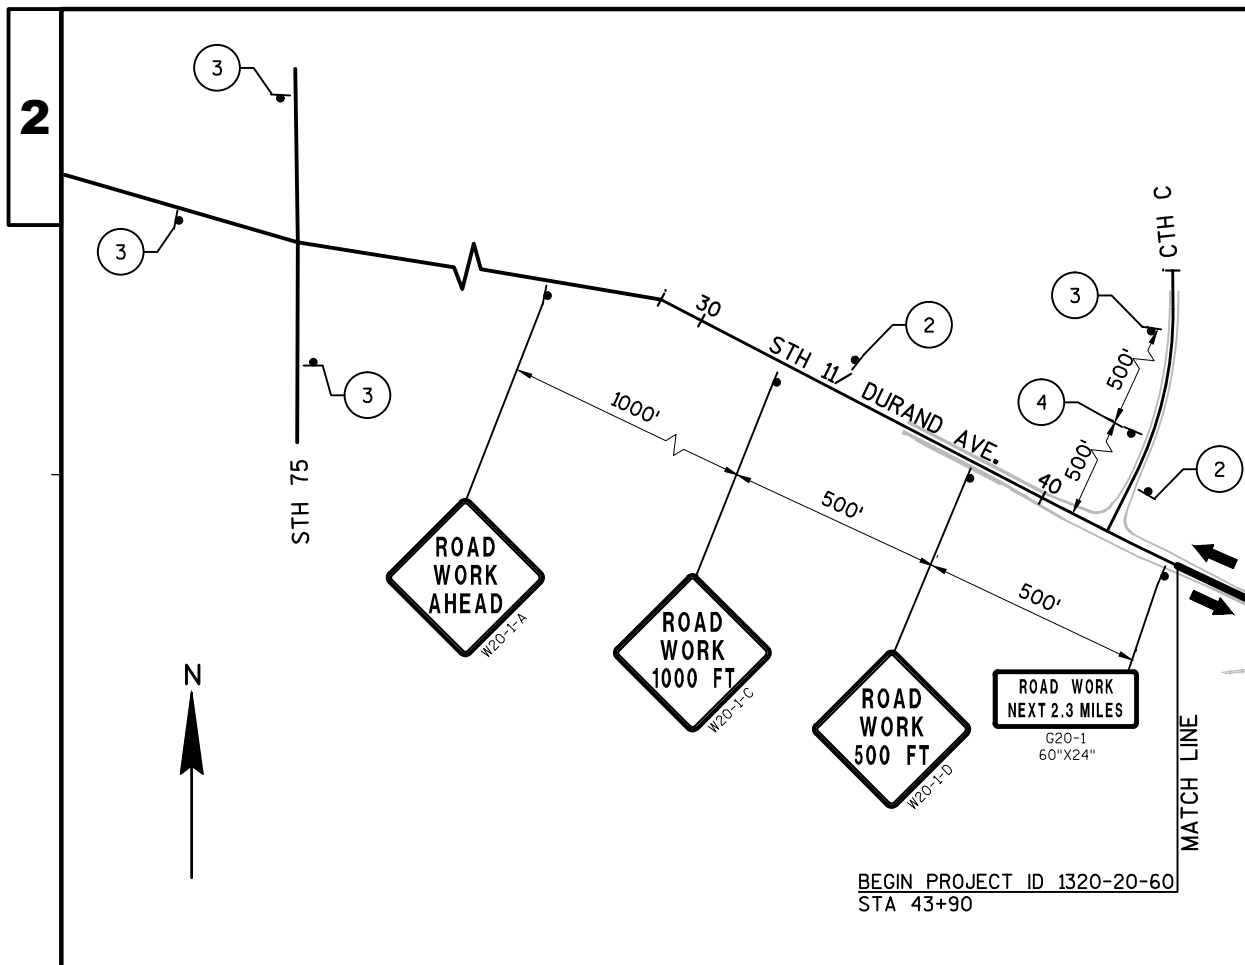 2
3
3
3
STH 75
N
30
STH 11/ DURAND AVE.
40
2
CTH C
3
500'
4
500'
2
1000'
500'
500'
ROAD
WORK
AHEAD
W20-1-A
ROAD
WORK
1000 FT
W20-1-C
ROAD
WORK
500 FT
W20-1-D
ROAD WORK
NEXT 2.3 MILES
G20-1
60"X24"
MATCH LINE
BEGIN PROJECT ID 1320-20-60
STA 43+90